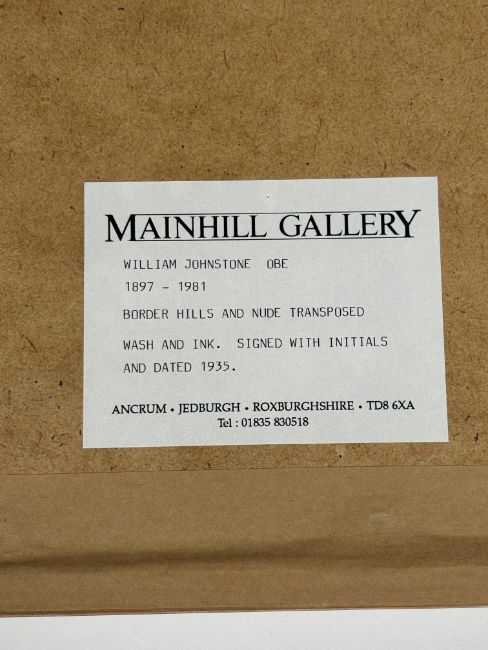 MAINHILL GALLERY
WILLIAM JOHNSTONE OBE
1897 - 1981
BORDER HILLS AND NUDE TRANSPOSED
WASH AND INK. SIGNED WITH INITIALS
AND DATED 1935.
ANCRUM • JEDBURGH • ROXBURGHSHIRE • TD8 6XA
Tel : 01835 830518